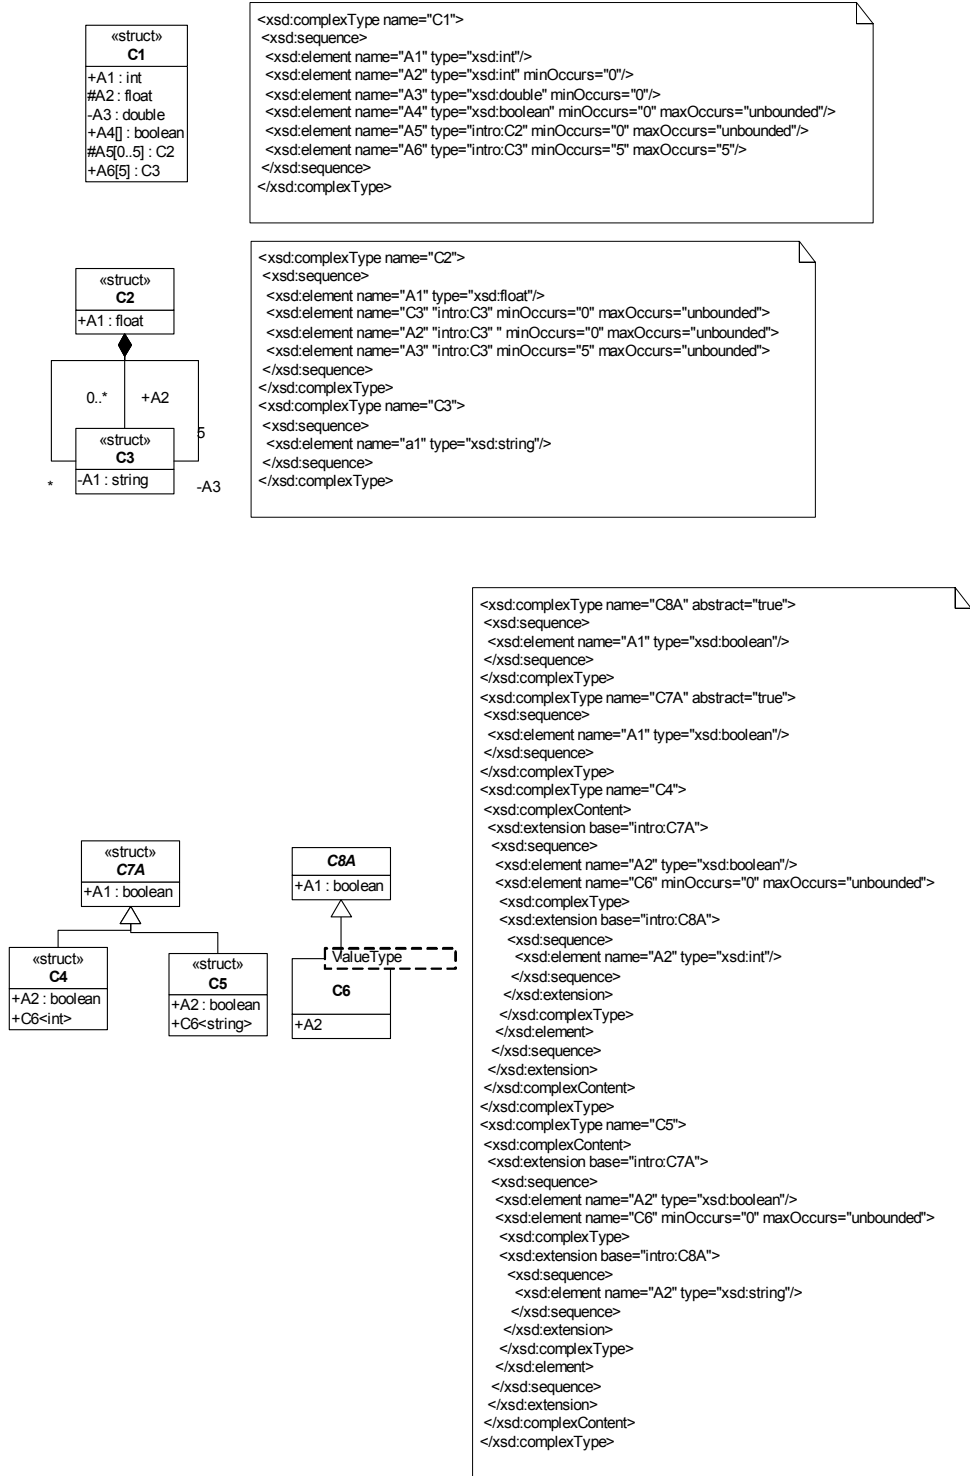 «struct»
C1
+A1 : int
#A2 : float
-A3 : double
+A4[] : boolean
#A5[0..5] : C2
+A6[5] : C3
<xsd:complexType name="C1">
<xsd:sequence>
<xsd:element name="A1" type="xsd:int"/>
<xsd:element name="A2" type="xsd:int" minOccurs="0"/>
<xsd:element name="A3" type="xsd:double" minOccurs="0"/>
<xsd:element name="A4" type="xsd:boolean" minOccurs="0" maxOccurs="unbounded"/>
<xsd:element name="A5" type="intro:C2" minOccurs="0" maxOccurs="unbounded"/>
<xsd:element name="A6" type="intro:C3" minOccurs="5" maxOccurs="5"/>
</xsd:sequence>
</xsd:complexType>
«struct»
C2
+A1 : float
0..*
+A2
«struct»
C3
5
-A1 : string
*
-A3
<xsd:complexType name="C2">
<xsd:sequence>
<xsd:element name="A1" type="xsd:float"/>
<xsd:element name="C3" "intro:C3" minOccurs="0" maxOccurs="unbounded">
<xsd:element name="A2" "intro:C3" " minOccurs="0" maxOccurs="unbounded">
<xsd:element name="A3" "intro:C3" minOccurs="5" maxOccurs="unbounded">
</xsd:sequence>
</xsd:complexType>
<xsd:complexType name="C3">
<xsd:sequence>
<xsd:element name="a1" type="xsd:string"/>
</xsd:sequence>
</xsd:complexType>
«struct»
C7A
+A1 : boolean
«struct»
C4
+A2 : boolean
+C6<int>
«struct»
C5
+A2 : boolean
+C6<string>
C8A
+A1 : boolean
ValueType
C6
+A2
<xsd:complexType name="C8A" abstract="true">
<xsd:sequence>
<xsd:element name="A1" type="xsd:boolean"/>
</xsd:sequence>
</xsd:complexType>
<xsd:complexType name="C7A" abstract="true">
<xsd:sequence>
<xsd:element name="A1" type="xsd:boolean"/>
</xsd:sequence>
</xsd:complexType>
<xsd:complexType name="C4">
<xsd:complexContent>
<xsd:extension base="intro:C7A">
<xsd:sequence>
<xsd:element name="A2" type="xsd:boolean"/>
<xsd:element name="C6" minOccurs="0" maxOccurs="unbounded">
<xsd:complexType>
<xsd:extension base="intro:C8A">
<xsd:sequence>
<xsd:element name="A2" type="xsd:int"/>
</xsd:sequence>
</xsd:extension>
</xsd:complexType>
</xsd:element>
</xsd:sequence>
</xsd:extension>
</xsd:complexContent>
</xsd:complexType>
<xsd:complexType name="C5">
<xsd:complexContent>
<xsd:extension base="intro:C7A">
<xsd:sequence>
<xsd:element name="A2" type="xsd:boolean"/>
<xsd:element name="C6" minOccurs="0" maxOccurs="unbounded">
<xsd:complexType>
<xsd:extension base="intro:C8A">
<xsd:sequence>
<xsd:element name="A2" type="xsd:string"/>
</xsd:sequence>
</xsd:extension>
</xsd:complexType>
</xsd:element>
</xsd:sequence>
</xsd:extension>
</xsd:complexContent>
</xsd:complexType>